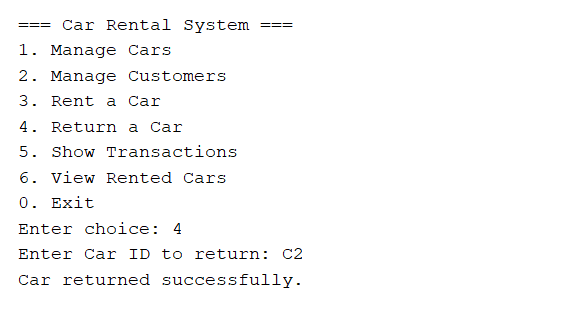 === Car Rental System ===
1. Manage Cars
2. Manage Customers
3. Rent a Car
4. Return a Car
5. Show Transactions
6. View Rented Cars
0. Exit
Enter choice: 4
Enter Car ID to return: C2
Car returned successfully.